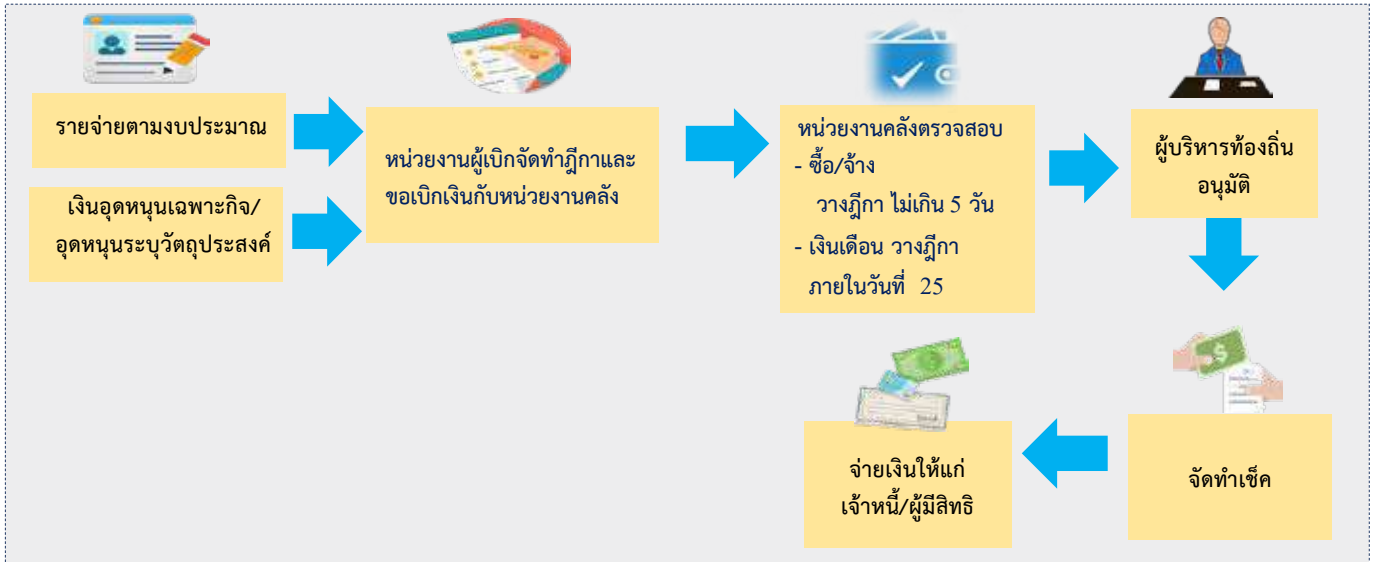 รายจ่ายตามงบประมาณ
เงินอุดหนุนเฉพาะกิจ/
อุดหนุนระบุวัตถุประสงค์
หน่วยงานผู้เบิกจัดทำฎีกาและ
ขอเบิกเงินกับหน่วยงานคลัง
หน่วยงานคลังตรวจสอบ
- ซื้อ/จ้าง
วางฎีกา ไม่เกิน 5 วัน
- เงินเดือน วางฎีกา
ภายในวันที่ 25
ผู้บริหารท้องถิ่น
อนุมัติ
จัดทำเช็ค
จ่ายเงินให้แก่
เจ้าหนี้/ผู้มีสิทธิ